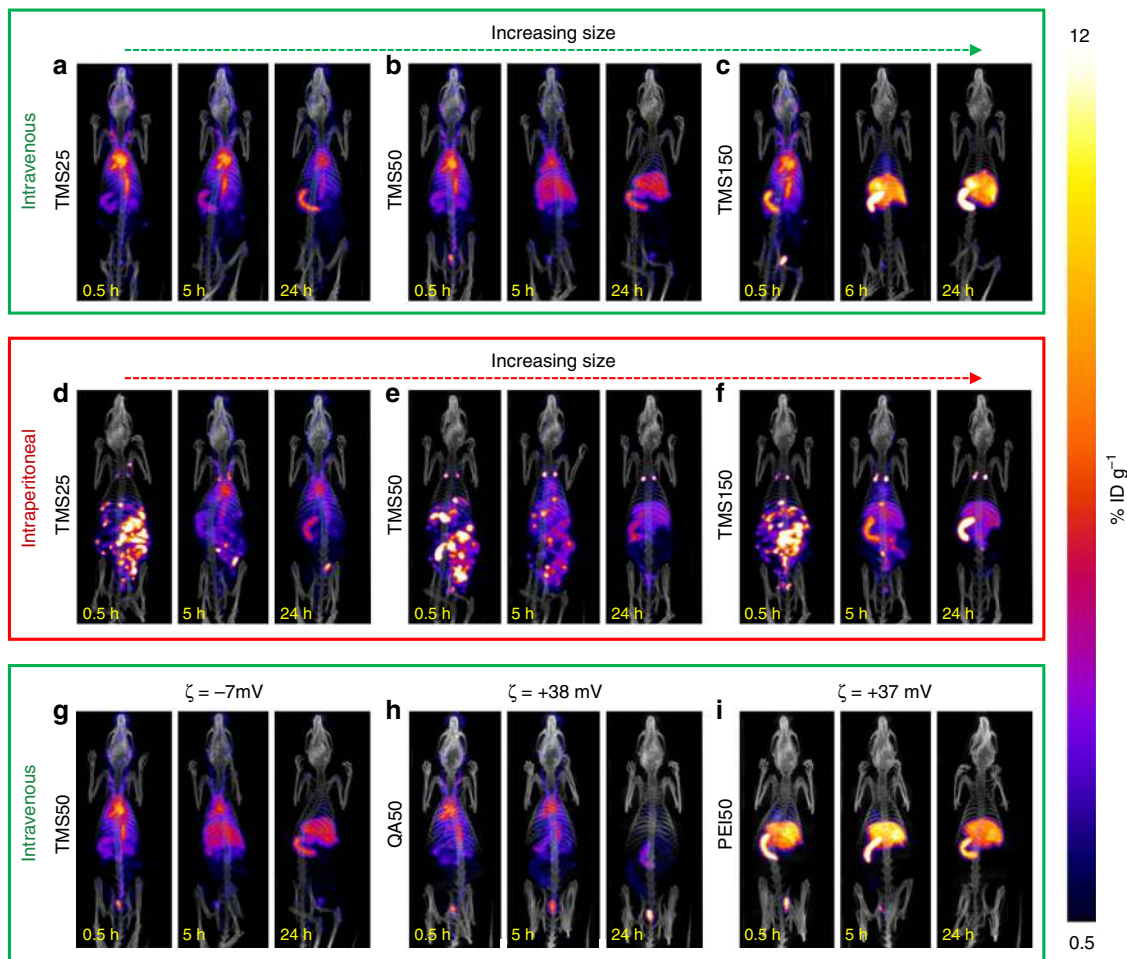 Increasing size
a
b
c
Intravenous
TMS25
TMS50
TMS150
0.5 h
5 h
24 h
0.5 h
5 h
24 h
0.5 h
6 h
24 h
Increasing size
d
e
f
Intraperitoneal
TMS25
TMS50
TMS150
0.5 h
5 h
24 h
0.5 h
5 h
24 h
0.5 h
5 h
24 h
ζ = –7mV
ζ = +38 mV
ζ = +37 mV
g
h
i
Intravenous
TMS50
QA50
PEI50
0.5 h
5 h
24 h
0.5 h
5 h
24 h
0.5 h
5 h
24 h
12
% ID g⁻¹
0.5